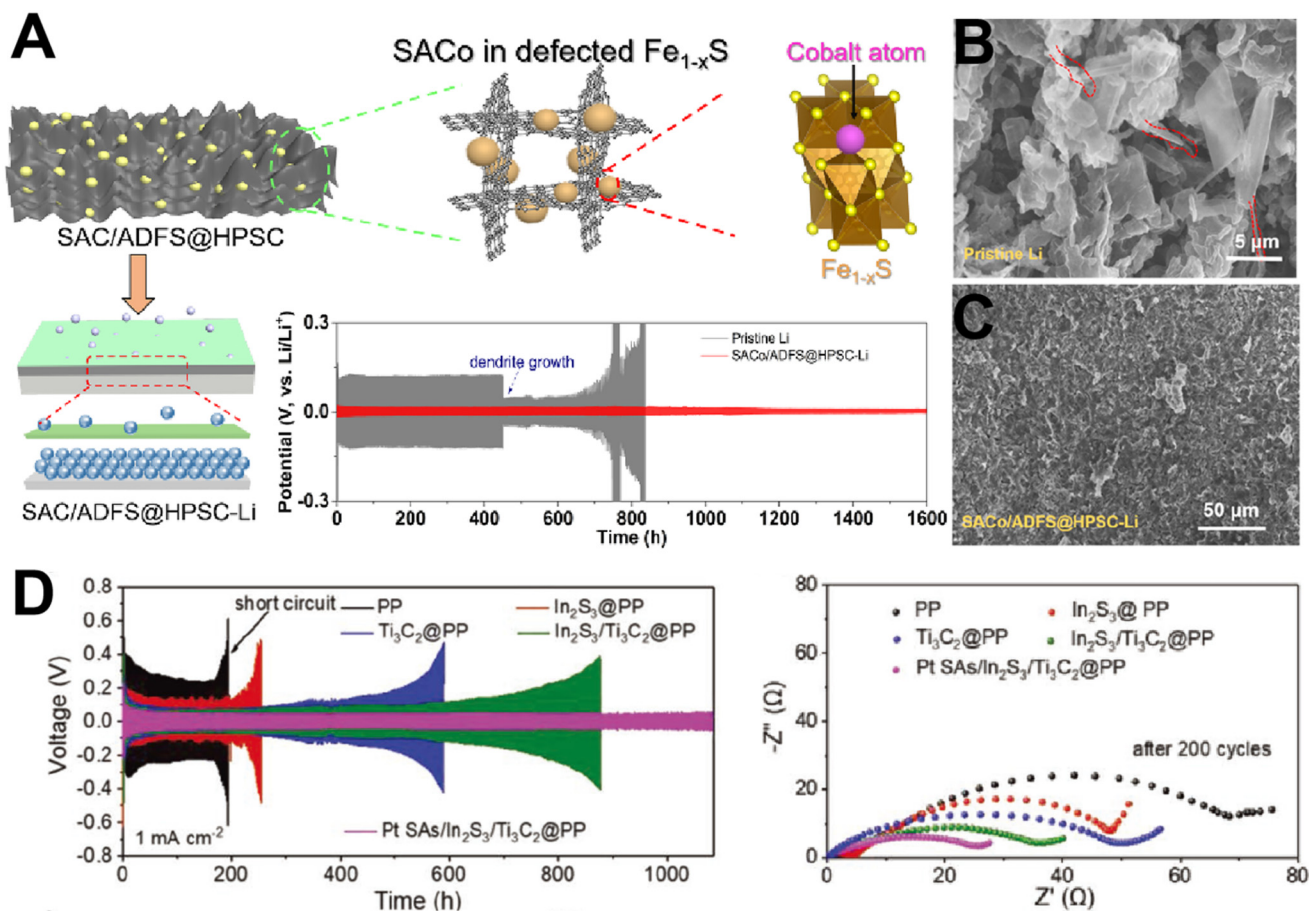 A
SACo in defected Fe1-xS
Cobalt atom
Fe1-xS
SAC/ADFS@HPSC
SAC/ADFS@HPSC-Li
Potential (V, vs. Li/Li+)
0.3
0.0
-0.3
Pristine Li
SACo/ADFS@HPSC-Li
dendrite growth
0 200 400 600 800 1000 1200 1400 1600
Time (h)
B
Pristine Li
5 µm
C
SACo/ADFS@HPSC-Li
50 µm
D
Voltage (V)
0.8
0.6
0.4
0.2
0.0
-0.2
-0.4
-0.6
-0.8
short circuit
PP
In2S3@PP
Ti3C2@PP
In2S3/Ti3C2@PP
Pt SAs/In2S3/Ti3C2@PP
1 mA cm-2
0 200 400 600 800 1000
Time (h)
-Z'' (Ω)
80
60
40
20
0
PP
In2S3@ PP
Ti3C2@PP
In2S3/Ti3C2@PP
Pt SAs/In2S3/Ti3C2@PP
after 200 cycles
0 20 40 60 80
Z' (Ω)